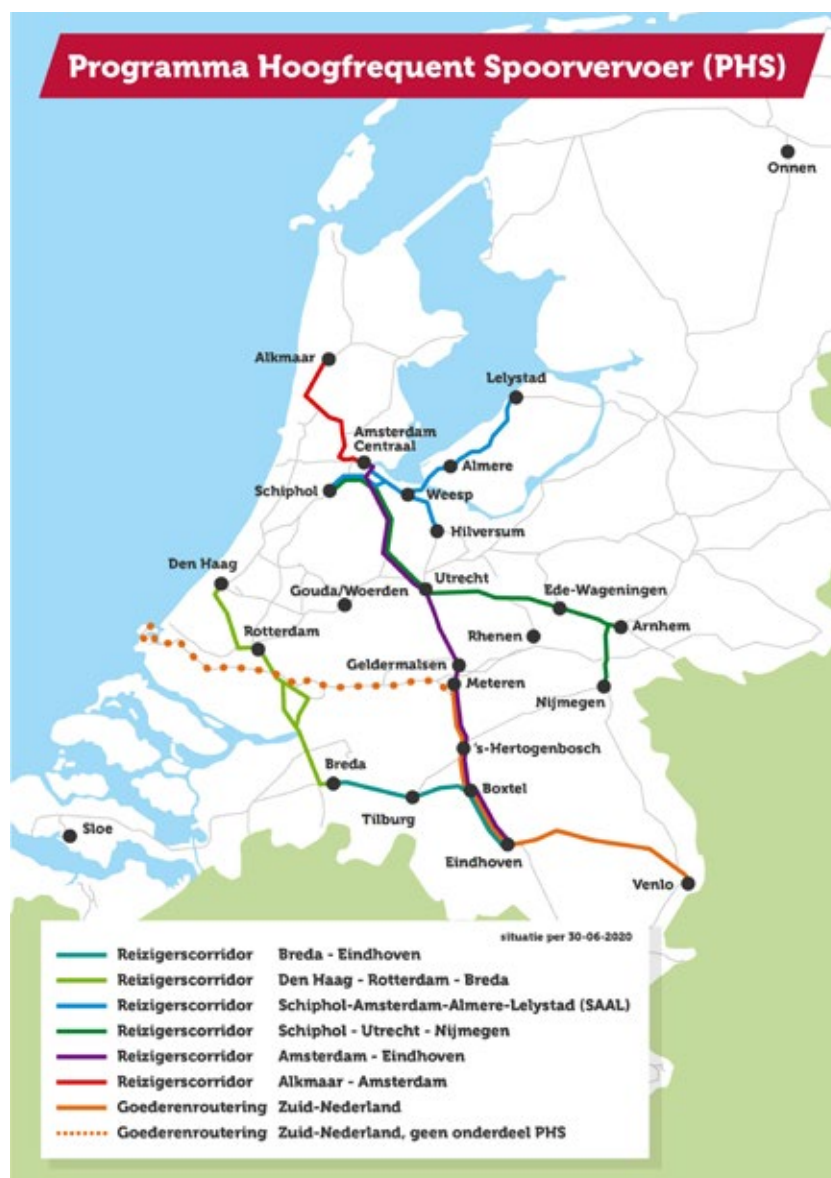 Programma Hoogfrequent Spoorvervoer (PHS)
Onnen
Alkmaar
Lelystad
Amsterdam
Centraal
Almere
Schiphol
Weesp
Hilversum
Den Haag
Utrecht
Gouda/Woerden
Ede-Wageningen
Rotterdam
Rhenen
Arnhem
Geldermalsen
Meteren
Nijmegen
's-Hertogenbosch
Breda
Boxtel
Tilburg
Sloe
Eindhoven
Venlo
situatie per 30-06-2020
Reizigerscorridor Breda - Eindhoven
Reizigerscorridor Den Haag - Rotterdam - Breda
Reizigerscorridor Schiphol-Amsterdam-Almere-Lelystad (SAAL)
Reizigerscorridor Schiphol - Utrecht - Nijmegen
Reizigerscorridor Amsterdam - Eindhoven
Reizigerscorridor Alkmaar - Amsterdam
Goederenroutering Zuid-Nederland
Goederenroutering Zuid-Nederland, geen onderdeel PHS